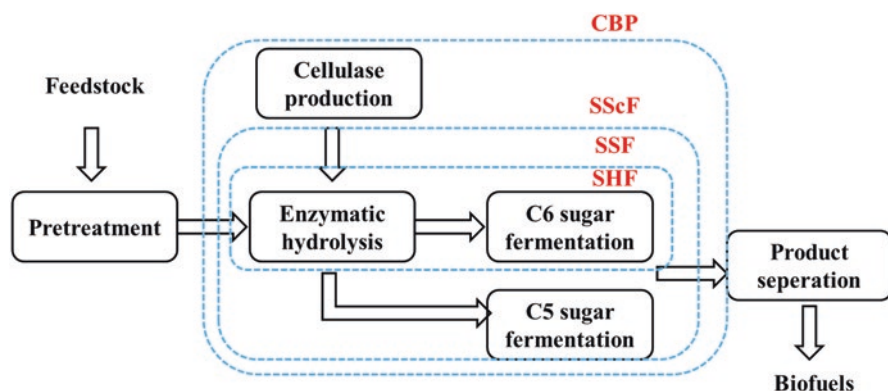 CBP
Cellulase
production
Feedstock
SScF
SSF
SHF
Pretreatment
Enzymatic
hydrolysis
C6 sugar
fermentation
Product
seperation
C5 sugar
fermentation
Biofuels